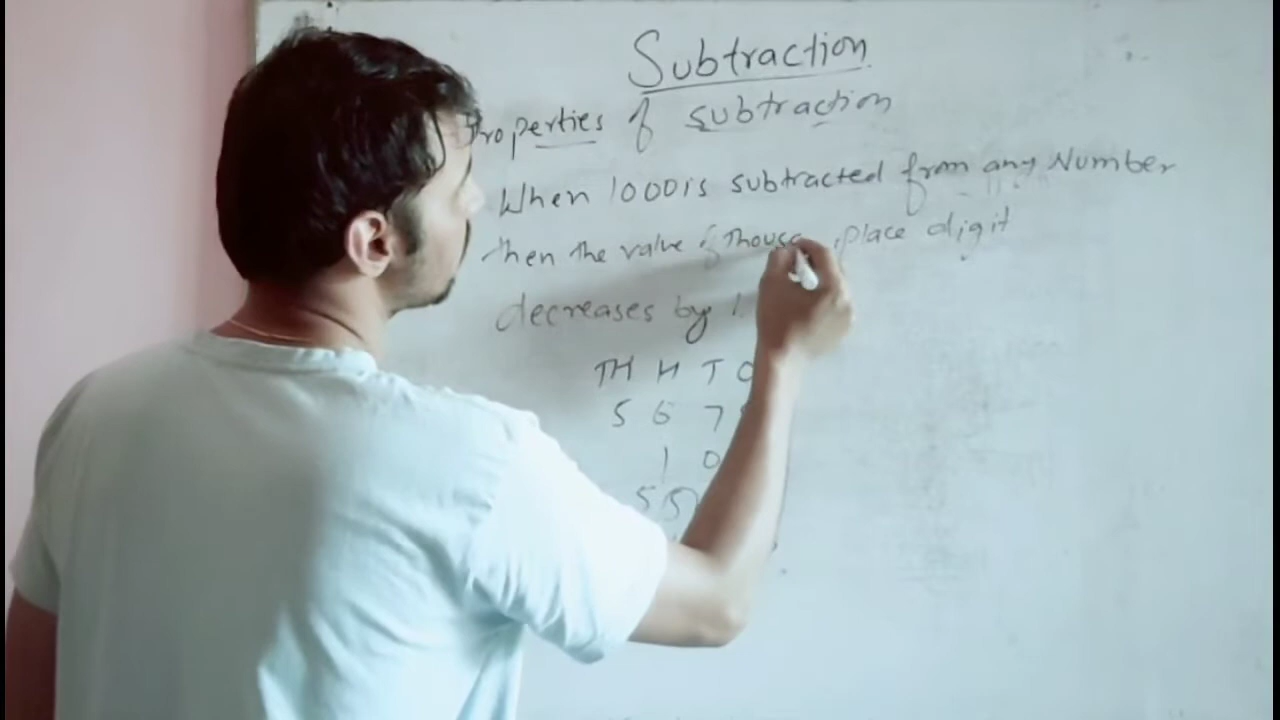 Subtraction
Properties of subtraction
When 1000 is subtracted from any Number
then the value of Thousa place digit
decreases by 1
TH H T O
5 6 7
1 0
5 5